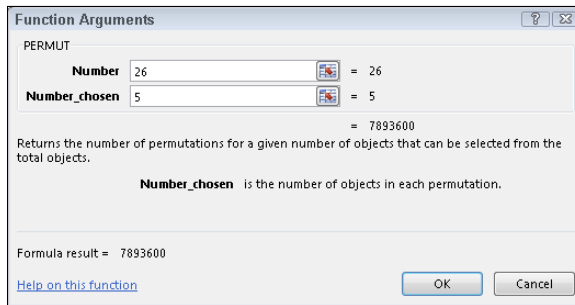 Function Arguments
PERMUT
Number 26 = 26
Number_chosen 5 = 5
= 7893600
Returns the number of permutations for a given number of objects that can be selected from the
total objects.
Number_chosen is the number of objects in each permutation.
Formula result = 7893600
Help on this function OK Cancel